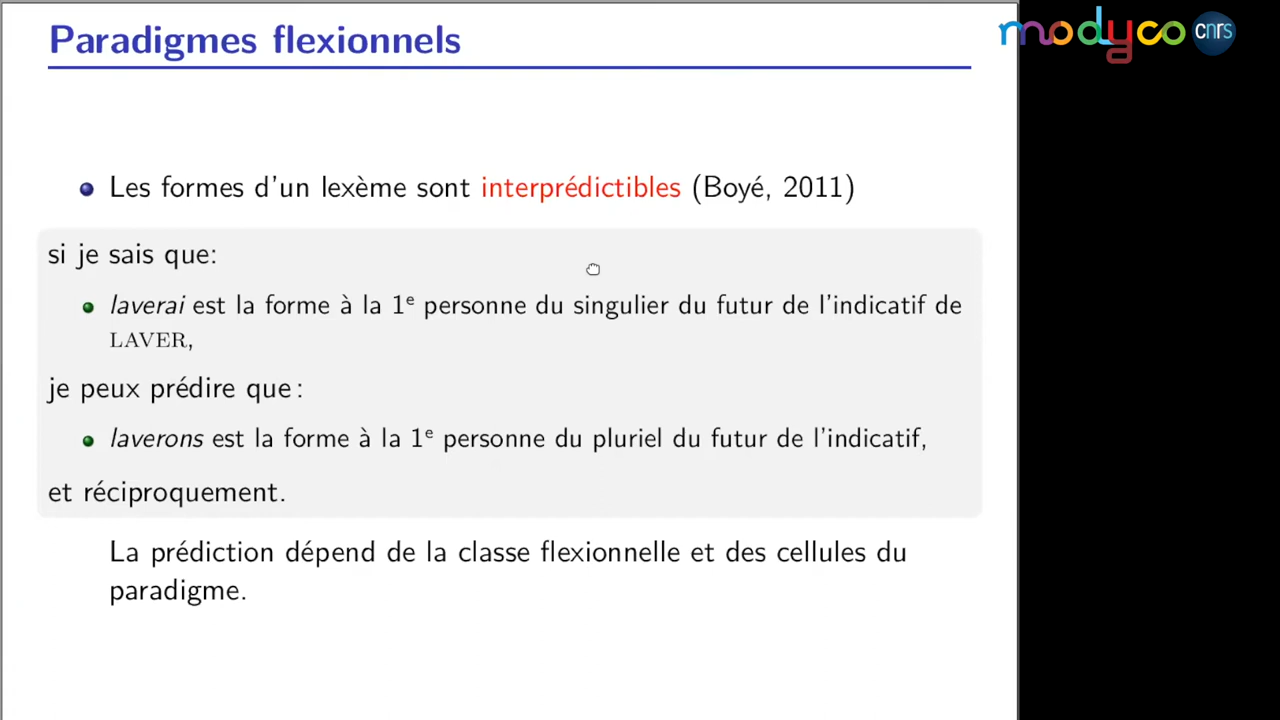 Paradigmes flexionnels
modyco cnrs
Les formes d'un lexème sont interprédictibles (Boyé, 2011)
si je sais que:
laverai est la forme à la 1e personne du singulier du futur de l'indicatif de
LAVER,
je peux prédire que :
laverons est la forme à la 1e personne du pluriel du futur de l'indicatif,
et réciproquement.
La prédiction dépend de la classe flexionnelle et des cellules du
paradigme.